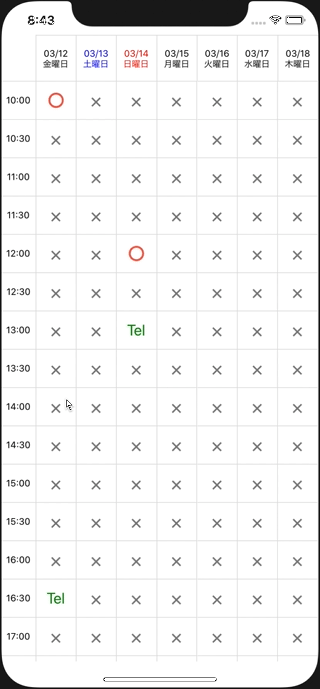 8:43
03/12 03/13 03/14 03/15 03/16 03/17 03/18
金曜日 土曜日 日曜日 月曜日 火曜日 水曜日 木曜日
10:00 ○ × × × × × ×
10:30 × × × × × × ×
11:00 × × × × × × ×
11:30 × × × × × × ×
12:00 × × ○ × × × ×
12:30 × × × × × × ×
13:00 × × Tel × × × ×
13:30 × × × × × × ×
14:00 × × × × × × ×
14:30 × × × × × × ×
15:00 × × × × × × ×
15:30 × × × × × × ×
16:00 × × × × × × ×
16:30 Tel × × × × × ×
17:00 × × × × × × ×